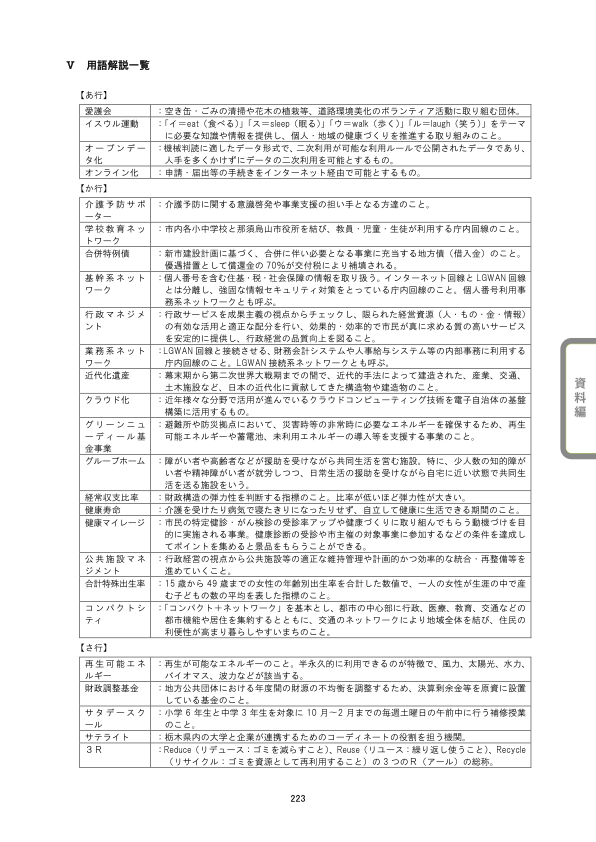 Ⅴ 用語解説一覧
【あ行】
愛護会 ：空き缶・ごみの清掃や花木の植栽等、道路環境美化のボランティア活動に取り組む団体。
イスウル運動 ：「イ＝eat（食べる）」「ス＝sleep（眠る）」「ウ＝walk（歩く）」「ル＝laugh（笑う）」をテーマ
に必要な知識や情報を提供し、個人・地域の健康づくりを推進する取り組みのこと。
オープンデー ：機械判読に適したデータ形式で、二次利用が可能な利用ルールで公開されたデータであり、
タ化 人手を多くかけずにデータの二次利用を可能とするもの。
オンライン化 ：申請・届出等の手続きをインターネット経由で可能とするもの。
【か行】
介護予防サポ ：介護予防に関する意識啓発や事業支援の担い手となる方達のこと。
ーター
学校教育ネッ ：市内各小中学校と那須烏山市役所を結び、教員・児童・生徒が利用する庁内回線のこと。
トワーク
合併特例債 ：新市建設計画に基づく、合併に伴い必要となる事業に充当する地方債（借入金）のこと。
優遇措置として償還金の 70％が交付税により補填される。
基幹系ネット ：個人番号を含む住基・税・社会保障の情報を取り扱う。インターネット回線と LGWAN 回線
ワーク とは分離し、強固な情報セキュリティ対策をとっている庁内回線のこと。個人番号利用事
務系ネットワークとも呼ぶ。
行政マネジメ ：行政サービスを成果主義の視点からチェックし、限られた経営資源（人・もの・金・情報）
ント の有効な活用と適正な配分を行い、効果的・効率的で市民が真に求める質の高いサービス
を安定的に提供し、行政経営の品質向上を図ること。
業務系ネット ：LGWAN 回線と接続させる、財務会計システムや人事給与システム等の内部事務に利用する
ワーク 庁内回線のこと。LGWAN 接続系ネットワークとも呼ぶ。
近代化遺産 ：幕末期から第二次世界大戦期までの間で、近代的手法によって建造された、産業、交通、
土木施設など、日本の近代化に貢献してきた構造物や建造物のこと。
クラウド化 ：近年様々な分野で活用が進んでいるクラウドコンピューティング技術を電子自治体の基盤
構築に活用するもの。
グリーンニュ ：避難所や防災拠点において、災害時等の非常時に必要なエネルギーを確保するため、再生
ーディール基 可能エネルギーや蓄電池、未利用エネルギーの導入等を支援する事業のこと。
金事業
グループホーム ：障がい者や高齢者などが援助を受けながら共同生活を営む施設。特に、少人数の知的障が
い者や精神障がい者が就労しつつ、日常生活の援助を受けながら自宅に近い状態で共同生
活を送る施設をいう。
経常収支比率 ：財政構造の弾力性を判断する指標のこと。比率が低いほど弾力性が大きい。
健康寿命 ：介護を受けたり病気で寝たきりになったりせず、自立して健康に生活できる期間のこと。
健康マイレージ ：市民の特定健診・がん検診の受診率アップや健康づくりに取り組んでもらう動機づけを目
的に実施される事業。健康診断の受診や市主催の対象事業に参加するなどの条件を達成し
てポイントを集めると景品をもらうことができる。
公共施設マネ ：行政経営の視点から公共施設等の適正な維持管理や計画的かつ効率的な統合・再整備等を
ジメント 進めていくこと。
合計特殊出生率 ：15 歳から 49 歳までの女性の年齢別出生率を合計した数値で、一人の女性が生涯の中で産
む子どもの数の平均を表した指標のこと。
コンパクトシ ：「コンパクト＋ネットワーク」を基本とし、都市の中心部に行政、医療、教育、交通などの
ティ 都市機能や居住を集約するとともに、交通のネットワークにより地域全体を結び、住民の
利便性が高まり暮らしやすいまちのこと。
【さ行】
再生可能エネ ：再生が可能なエネルギーのこと。半永久的に利用できるのが特徴で、風力、太陽光、水力、
ルギー バイオマス、波力などが該当する。
財政調整基金 ：地方公共団体における年度間の財源の不均衡を調整するため、決算剰余金等を原資に設置
している基金のこと。
サタデースク ：小学 6 年生と中学 3 年生を対象に 10 月～2 月までの毎週土曜日の午前中に行う補修授業
ール のこと。
サテライト ：栃木県内の大学と企業が連携するためのコーディネートの役割を担う機関。
３Ｒ ：Reduce（リデュース：ゴミを減らすこと）、Reuse（リユース：繰り返し使うこと）、Recycle
（リサイクル：ゴミを資源として再利用すること）の 3 つのＲ（アール）の総称。
資料編
223